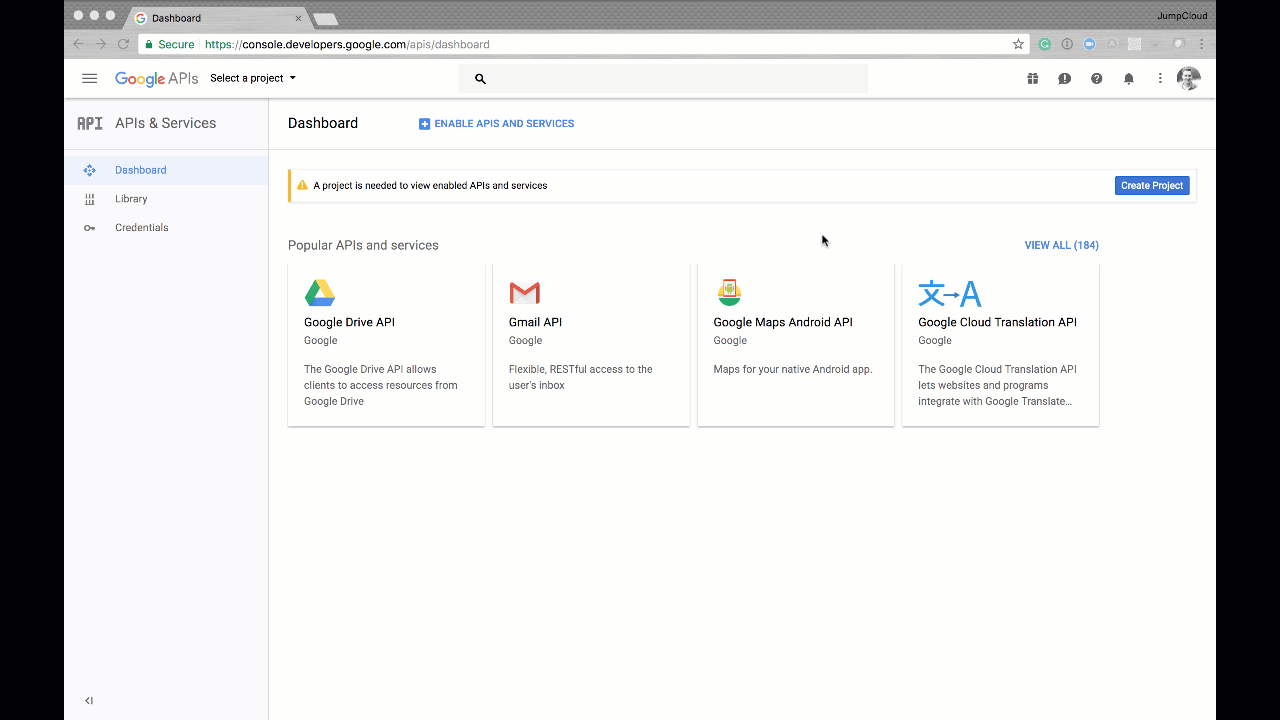 Dashboard
JumpCloud
Secure https://console.developers.google.com/apis/dashboard
Google APIs Select a project
API APIs & Services
Dashboard ENABLE APIS AND SERVICES
Dashboard
Library
Credentials
A project is needed to view enabled APIs and services Create Project
Popular APIs and services VIEW ALL (184)
Google Drive API
Google
The Google Drive API allows
clients to access resources from
Google Drive
Gmail API
Google
Flexible, RESTful access to the
user's inbox
Google Maps Android API
Google
Maps for your native Android app.
文→A
Google Cloud Translation API
Google
The Google Cloud Translation API
lets websites and programs
integrate with Google Translate...